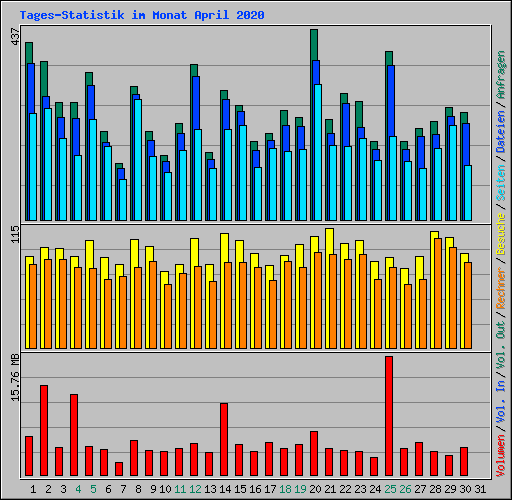 Tages-Statistik im Monat April 2020
437
115
15.76 MB
Volumen / Vol. In / Vol. Out / Rechner / Besuche / Seiten / Dateien / Anfragen
1 2 3 4 5 6 7 8 9 10 11 12 13 14 15 16 17 18 19 20 21 22 23 24 25 26 27 28 29 30 31